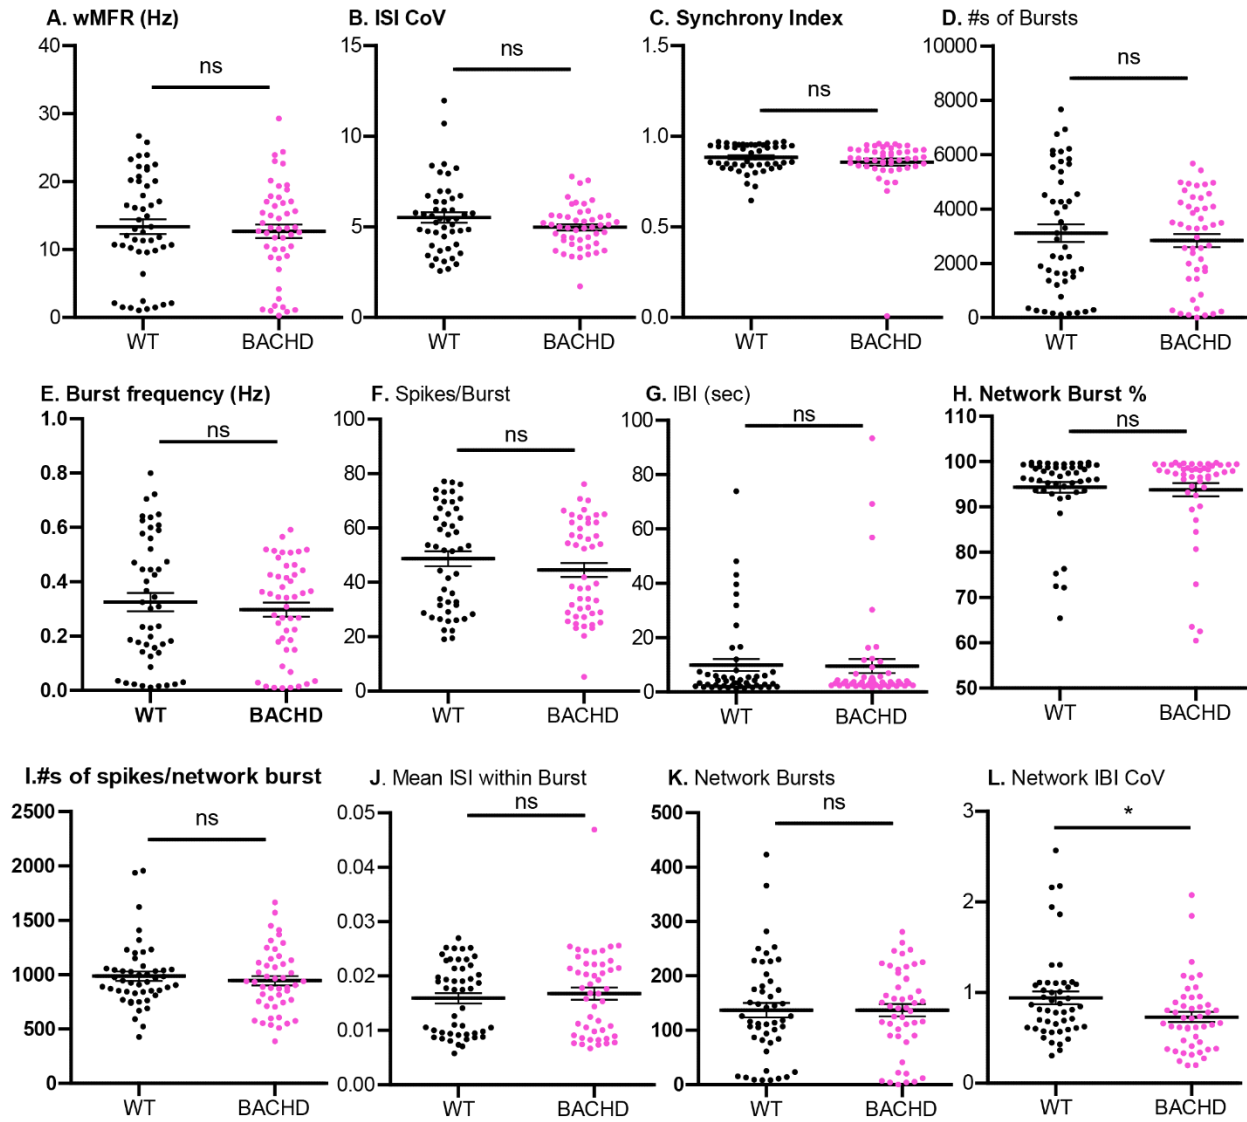 A. wMFR (Hz)
B. ISI CoV
C. Synchrony Index
D. #s of Bursts
40
30
20
10
0
ns
WT
BACHD
15
10
5
0
ns
WT
BACHD
1.5
1.0
0.5
0.0
ns
WT
BACHD
10000
8000
6000
4000
2000
0
ns
WT
BACHD
E. Burst frequency (Hz)
F. Spikes/Burst
G. IBI (sec)
H. Network Burst %
1.0
0.8
0.6
0.4
0.2
0.0
ns
WT
BACHD
100
80
60
40
20
0
ns
WT
BACHD
100
80
60
40
20
0
ns
WT
BACHD
110
100
90
80
70
60
50
ns
WT
BACHD
I.#s of spikes/network burst
J. Mean ISI within Burst
K. Network Bursts
L. Network IBI CoV
2500
2000
1500
1000
500
0
ns
WT
BACHD
0.05
0.04
0.03
0.02
0.01
0.00
ns
WT
BACHD
500
400
300
200
100
0
ns
WT
BACHD
3
2
1
0
*
WT
BACHD